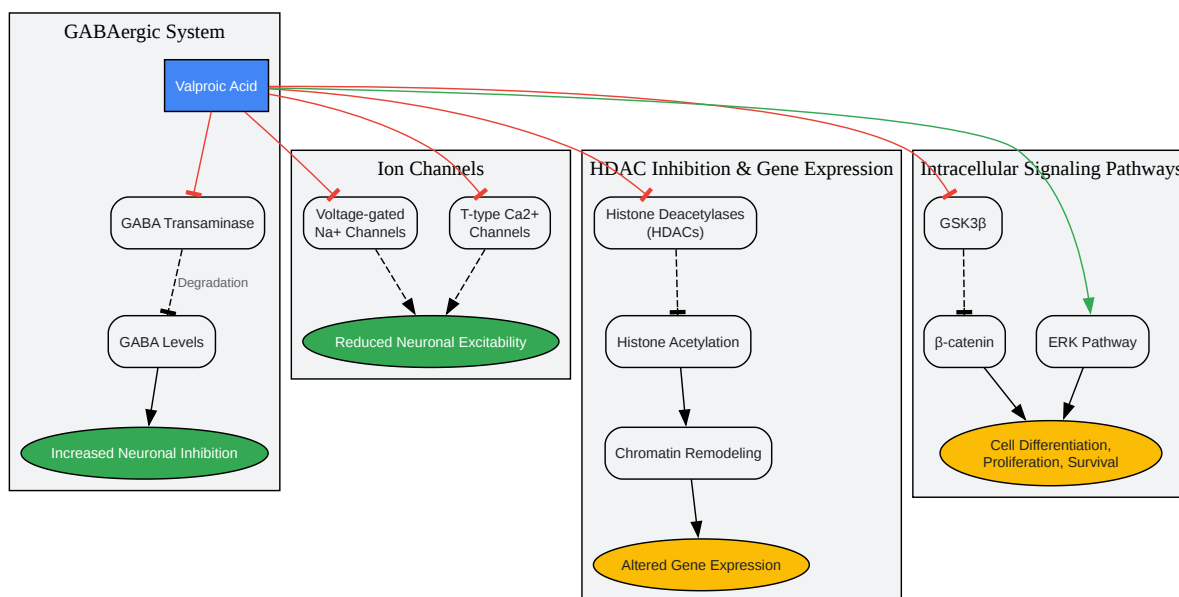 GABAergic System
Valproic Acid
GABA Transaminase
Degradation
GABA Levels
Increased Neuronal Inhibition
Ion Channels
Voltage-gated
Na+ Channels
T-type Ca2+
Channels
Reduced Neuronal Excitability
HDAC Inhibition & Gene Expression
Histone Deacetylases
(HDACs)
Histone Acetylation
Chromatin Remodeling
Altered Gene Expression
Intracellular Signaling Pathways
GSK3β
β-catenin
ERK Pathway
Cell Differentiation,
Proliferation, Survival